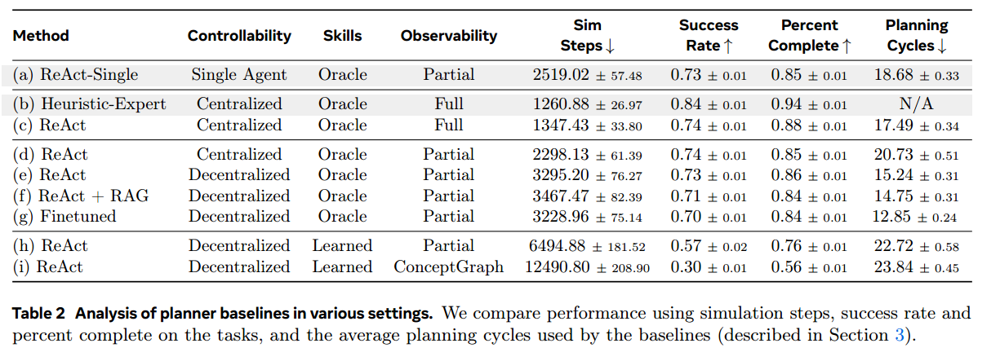 Method Controllability Skills Observability Sim Steps↓ Success Rate↑ Percent Complete↑ Planning Cycles↓
(a) ReAct-Single Single Agent Oracle Partial 2519.02 ± 57.48 0.73 ± 0.01 0.85 ± 0.01 18.68 ± 0.33
(b) Heuristic-Expert Centralized Oracle Full 1260.88 ± 26.97 0.84 ± 0.01 0.94 ± 0.01 N/A
(c) ReAct Centralized Oracle Full 1347.43 ± 33.80 0.74 ± 0.01 0.88 ± 0.01 17.49 ± 0.34
(d) ReAct Centralized Oracle Partial 2298.13 ± 61.39 0.74 ± 0.01 0.85 ± 0.01 20.73 ± 0.51
(e) ReAct Decentralized Oracle Partial 3295.20 ± 76.27 0.73 ± 0.01 0.86 ± 0.01 15.24 ± 0.31
(f) ReAct + RAG Decentralized Oracle Partial 3467.47 ± 82.39 0.71 ± 0.01 0.84 ± 0.01 14.75 ± 0.31
(g) Finetuned Decentralized Oracle Partial 3228.96 ± 75.14 0.70 ± 0.01 0.84 ± 0.01 12.85 ± 0.24
(h) ReAct Decentralized Learned Partial 6494.88 ± 181.52 0.57 ± 0.02 0.76 ± 0.01 22.72 ± 0.58
(i) ReAct Decentralized Learned ConceptGraph 12490.80 ± 208.90 0.30 ± 0.01 0.56 ± 0.01 23.84 ± 0.45
Table 2 Analysis of planner baselines in various settings. We compare performance using simulation steps, success rate and
percent complete on the tasks, and the average planning cycles used by the baselines (described in Section 3).